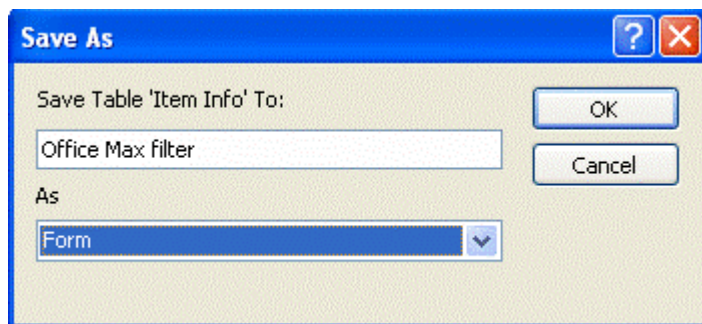 Save As
Save Table 'Item Info' To:
OK
Office Max filter
Cancel
As
Form